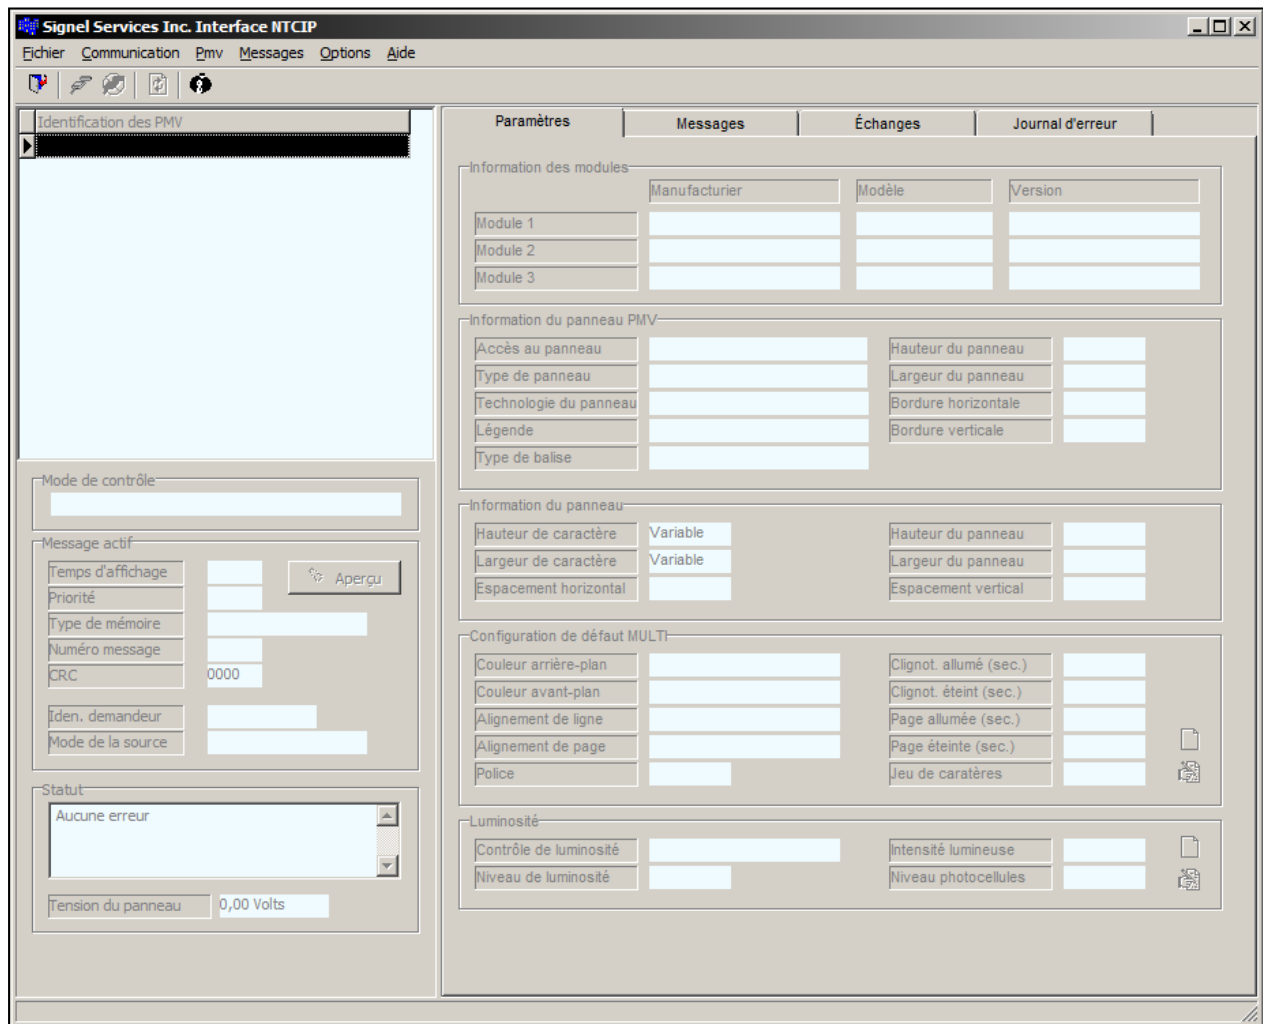 Signel Services Inc. Interface NTCIP
Fichier Communication Pmv Messages Options Aide
Identification des PMV
Mode de contrôle
Message actif
Temps d'affichage
Aperçu
Priorité
Type de mémoire
Numéro message
CRC 0000
Iden. demandeur
Mode de la source
Statut
Aucune erreur
Tension du panneau 0,00 Volts
Paramètres Messages Échanges Journal d'erreur
Information des modules
Manufacturier Modèle Version
Module 1
Module 2
Module 3
Information du panneau PMV
Accès au panneau Hauteur du panneau
Type de panneau Largeur du panneau
Technologie du panneau Bordure horizontale
Légende Bordure verticale
Type de balise
Information du panneau
Hauteur de caractère Variable Hauteur du panneau
Largeur de caractère Variable Largeur du panneau
Espacement horizontal Espacement vertical
Configuration de défaut MULTI
Couleur arrière-plan Clignot. allumé (sec.)
Couleur avant-plan Clignot. éteint (sec.)
Alignement de ligne Page allumée (sec.)
Alignement de page Page éteinte (sec.)
Police Jeu de caratères
Luminosité
Contrôle de luminosité Intensité lumineuse
Niveau de luminosité Niveau photocellules